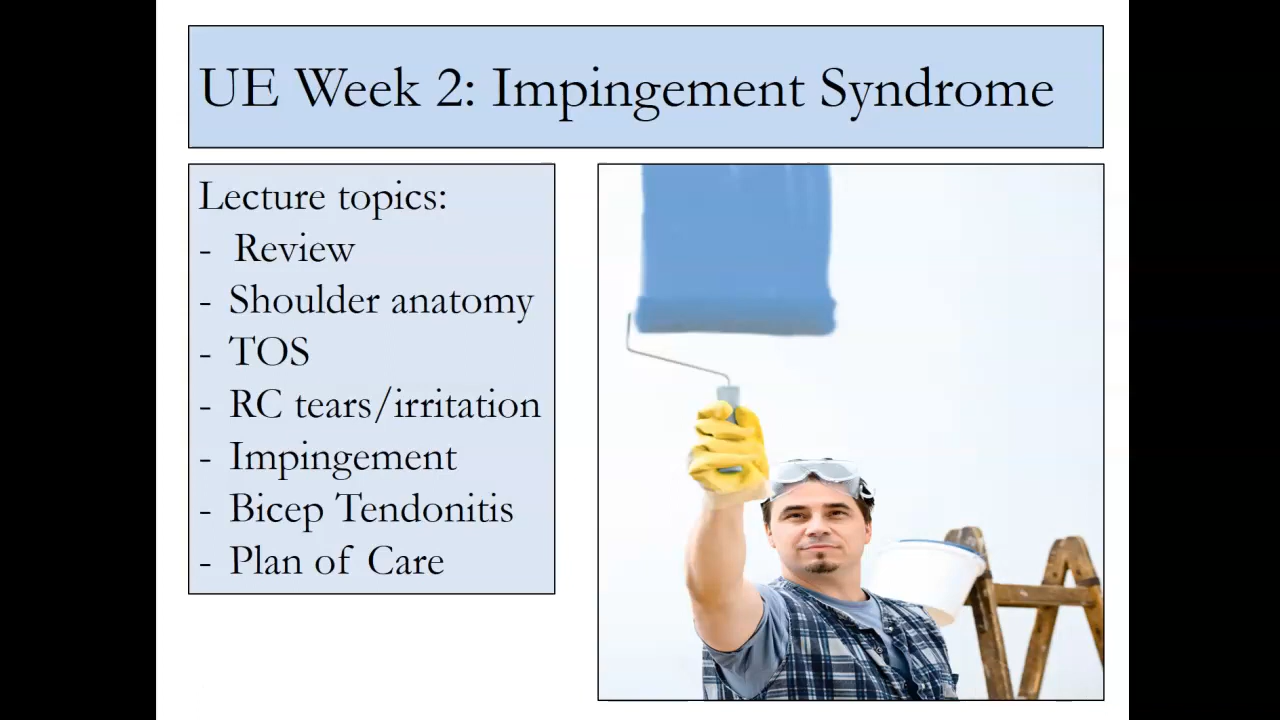 UE Week 2: Impingement Syndrome
Lecture topics:
- Review
- Shoulder anatomy
- TOS
- RC tears/irritation
- Impingement
- Bicep Tendonitis
- Plan of Care